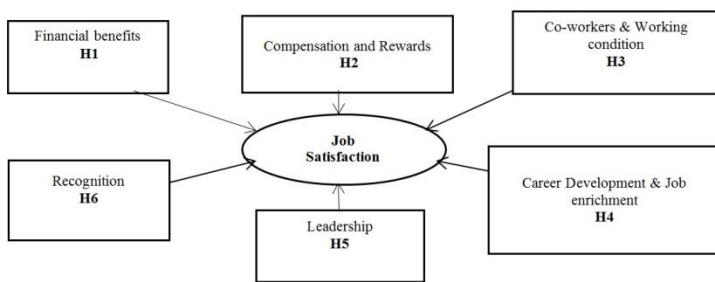 Financial benefits
H1
Compensation and Rewards
H2
Co-workers & Working
condition
H3
Job
Satisfaction
Recognition
H6
Leadership
H5
Career Development & Job
enrichment
H4